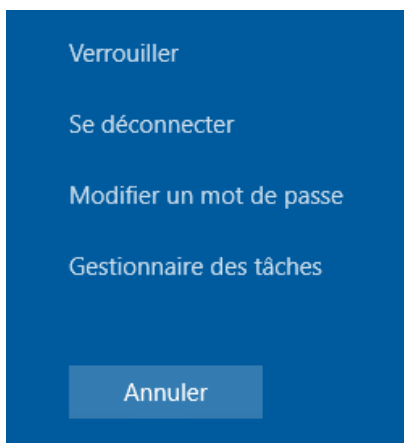 Verrouiller
Se déconnecter
Modifier un mot de passe
Gestionnaire des tâches
Annuler